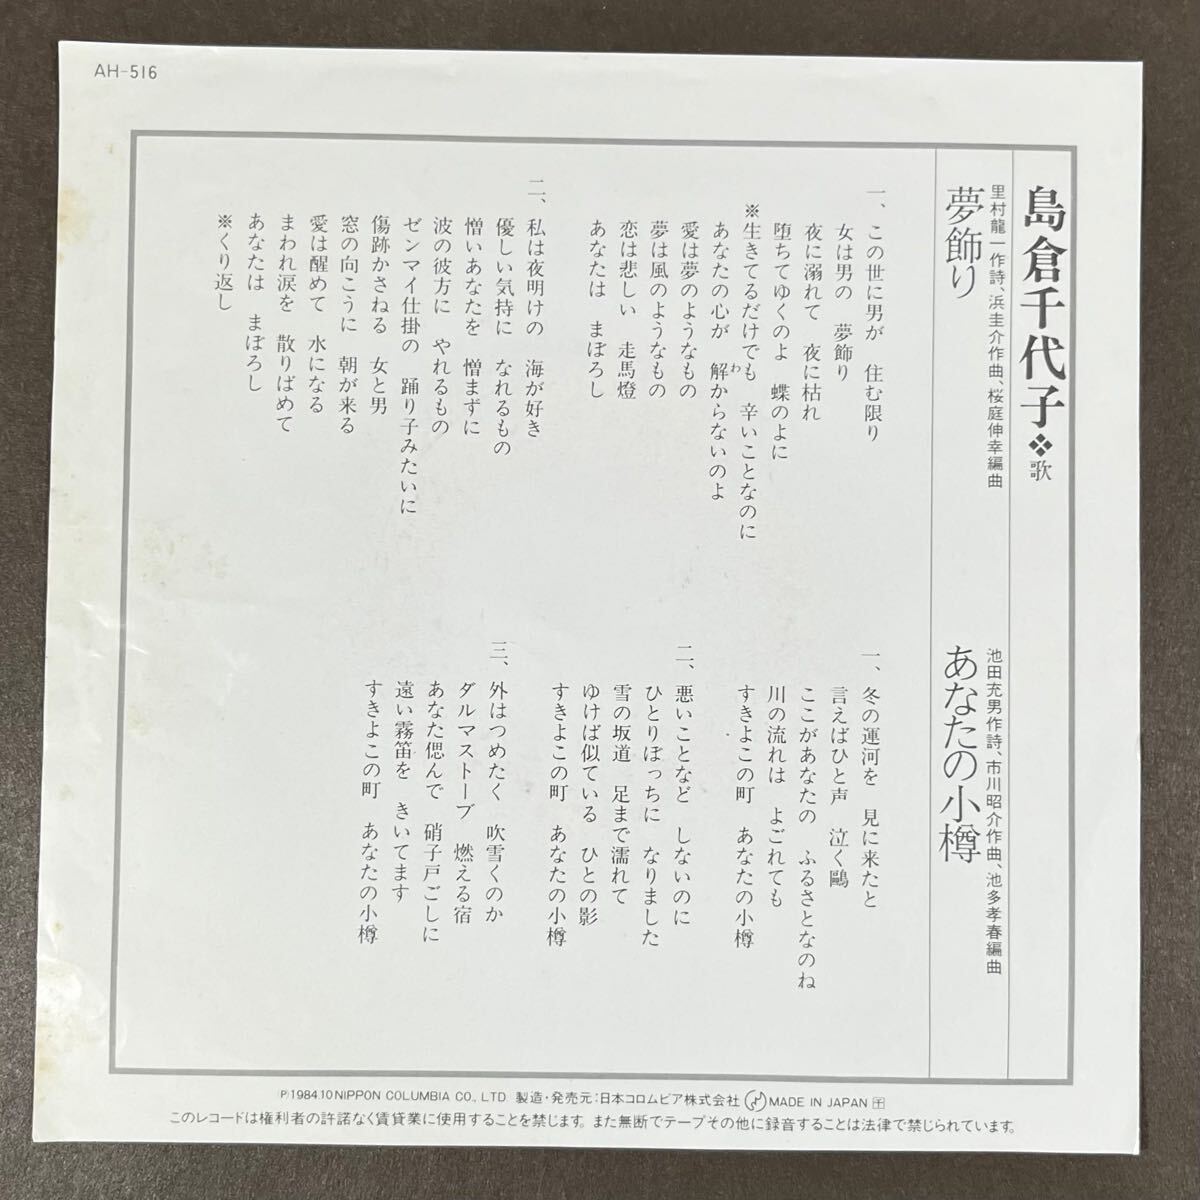 AH-516
島倉千代子❖歌
里村龍一作詩、浜圭介作曲、桜庭伸幸編曲
夢飾り
一、この世に男が 住む限り
女は男の 夢飾り
夜に溺れて 夜に枯れ
堕ちてゆくのよ 蝶のよに
※生きてるだけでも 辛いことなのに
あなたの心が 解からないのよ
わ
愛は夢のようなもの
夢は風のようなもの
恋は悲しい 走馬燈
あなたは まぼろし
二、私は夜明けの 海が好き
優しい気持に なれるもの
憎いあなたを 憎まずに
波の彼方に やれるもの
ゼンマイ仕掛の 踊り子みたいに
傷跡かさねる 女と男
窓の向こうに 朝が来る
愛は醒めて 水になる
まわれ涙を 散りばめて
あなたは まぼろし
※くり返し
池田充男作詩、市川昭介作曲、池多孝春編曲
あなたの小樽
一、冬の運河を 見に来たと
言えばひと声 泣く鷗
ここがあなたの ふるさとなのね
川の流れは よごれても
すきよこの町 あなたの小樽
二、悪いことなど しないのに
ひとりぼっちに なりました
雪の坂道 足まで濡れて
ゆけば似ている ひとの影
すきよこの町 あなたの小樽
三、外はつめたく 吹雪くのか
ダルマストーブ 燃える宿
あなた偲んで 硝子戸ごしに
遠い霧笛を きいてます
すきよこの町 あなたの小樽
Ⓟ1984.10 NIPPON COLUMBIA CO., LTD. 製造・発売元:日本コロムビア株式会社 MADE IN JAPAN 干
このレコードは権利者の許諾なく賃貸業に使用することを禁じます。また無断でテープその他に録音することは法律で禁じられています。